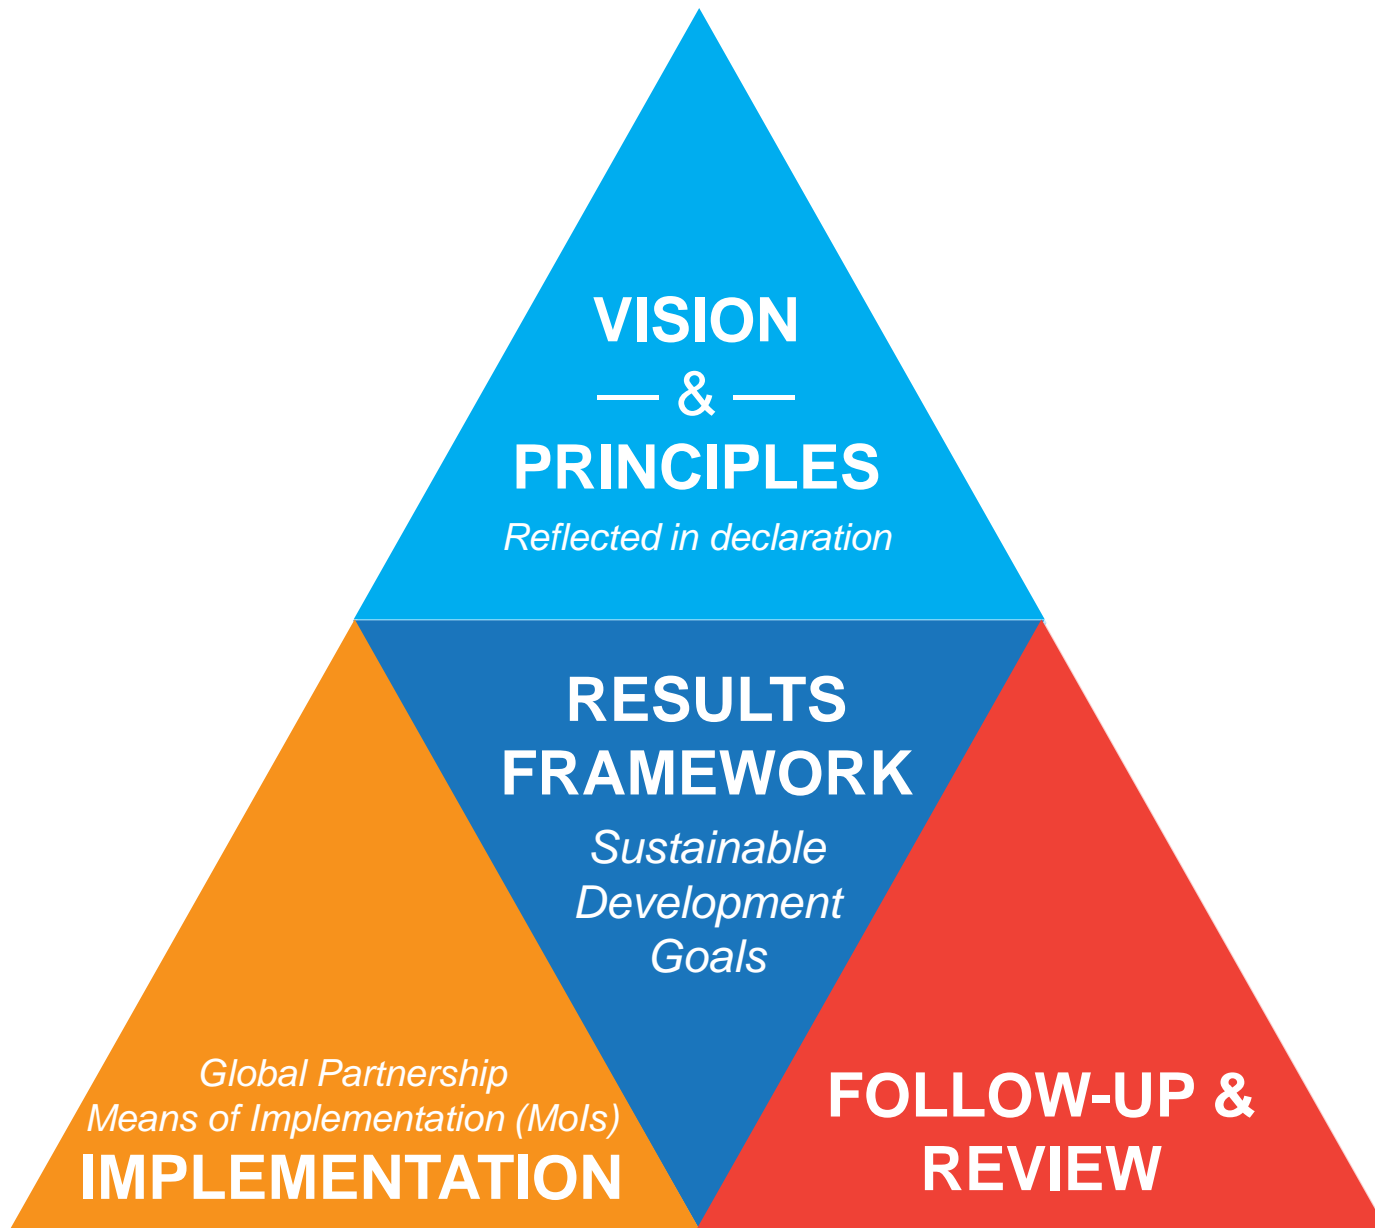 VISION
— & —
PRINCIPLES
Reflected in declaration
RESULTS
FRAMEWORK
Sustainable
Development
Goals
Global Partnership
Means of Implementation (MoIs)
IMPLEMENTATION
FOLLOW-UP &
REVIEW